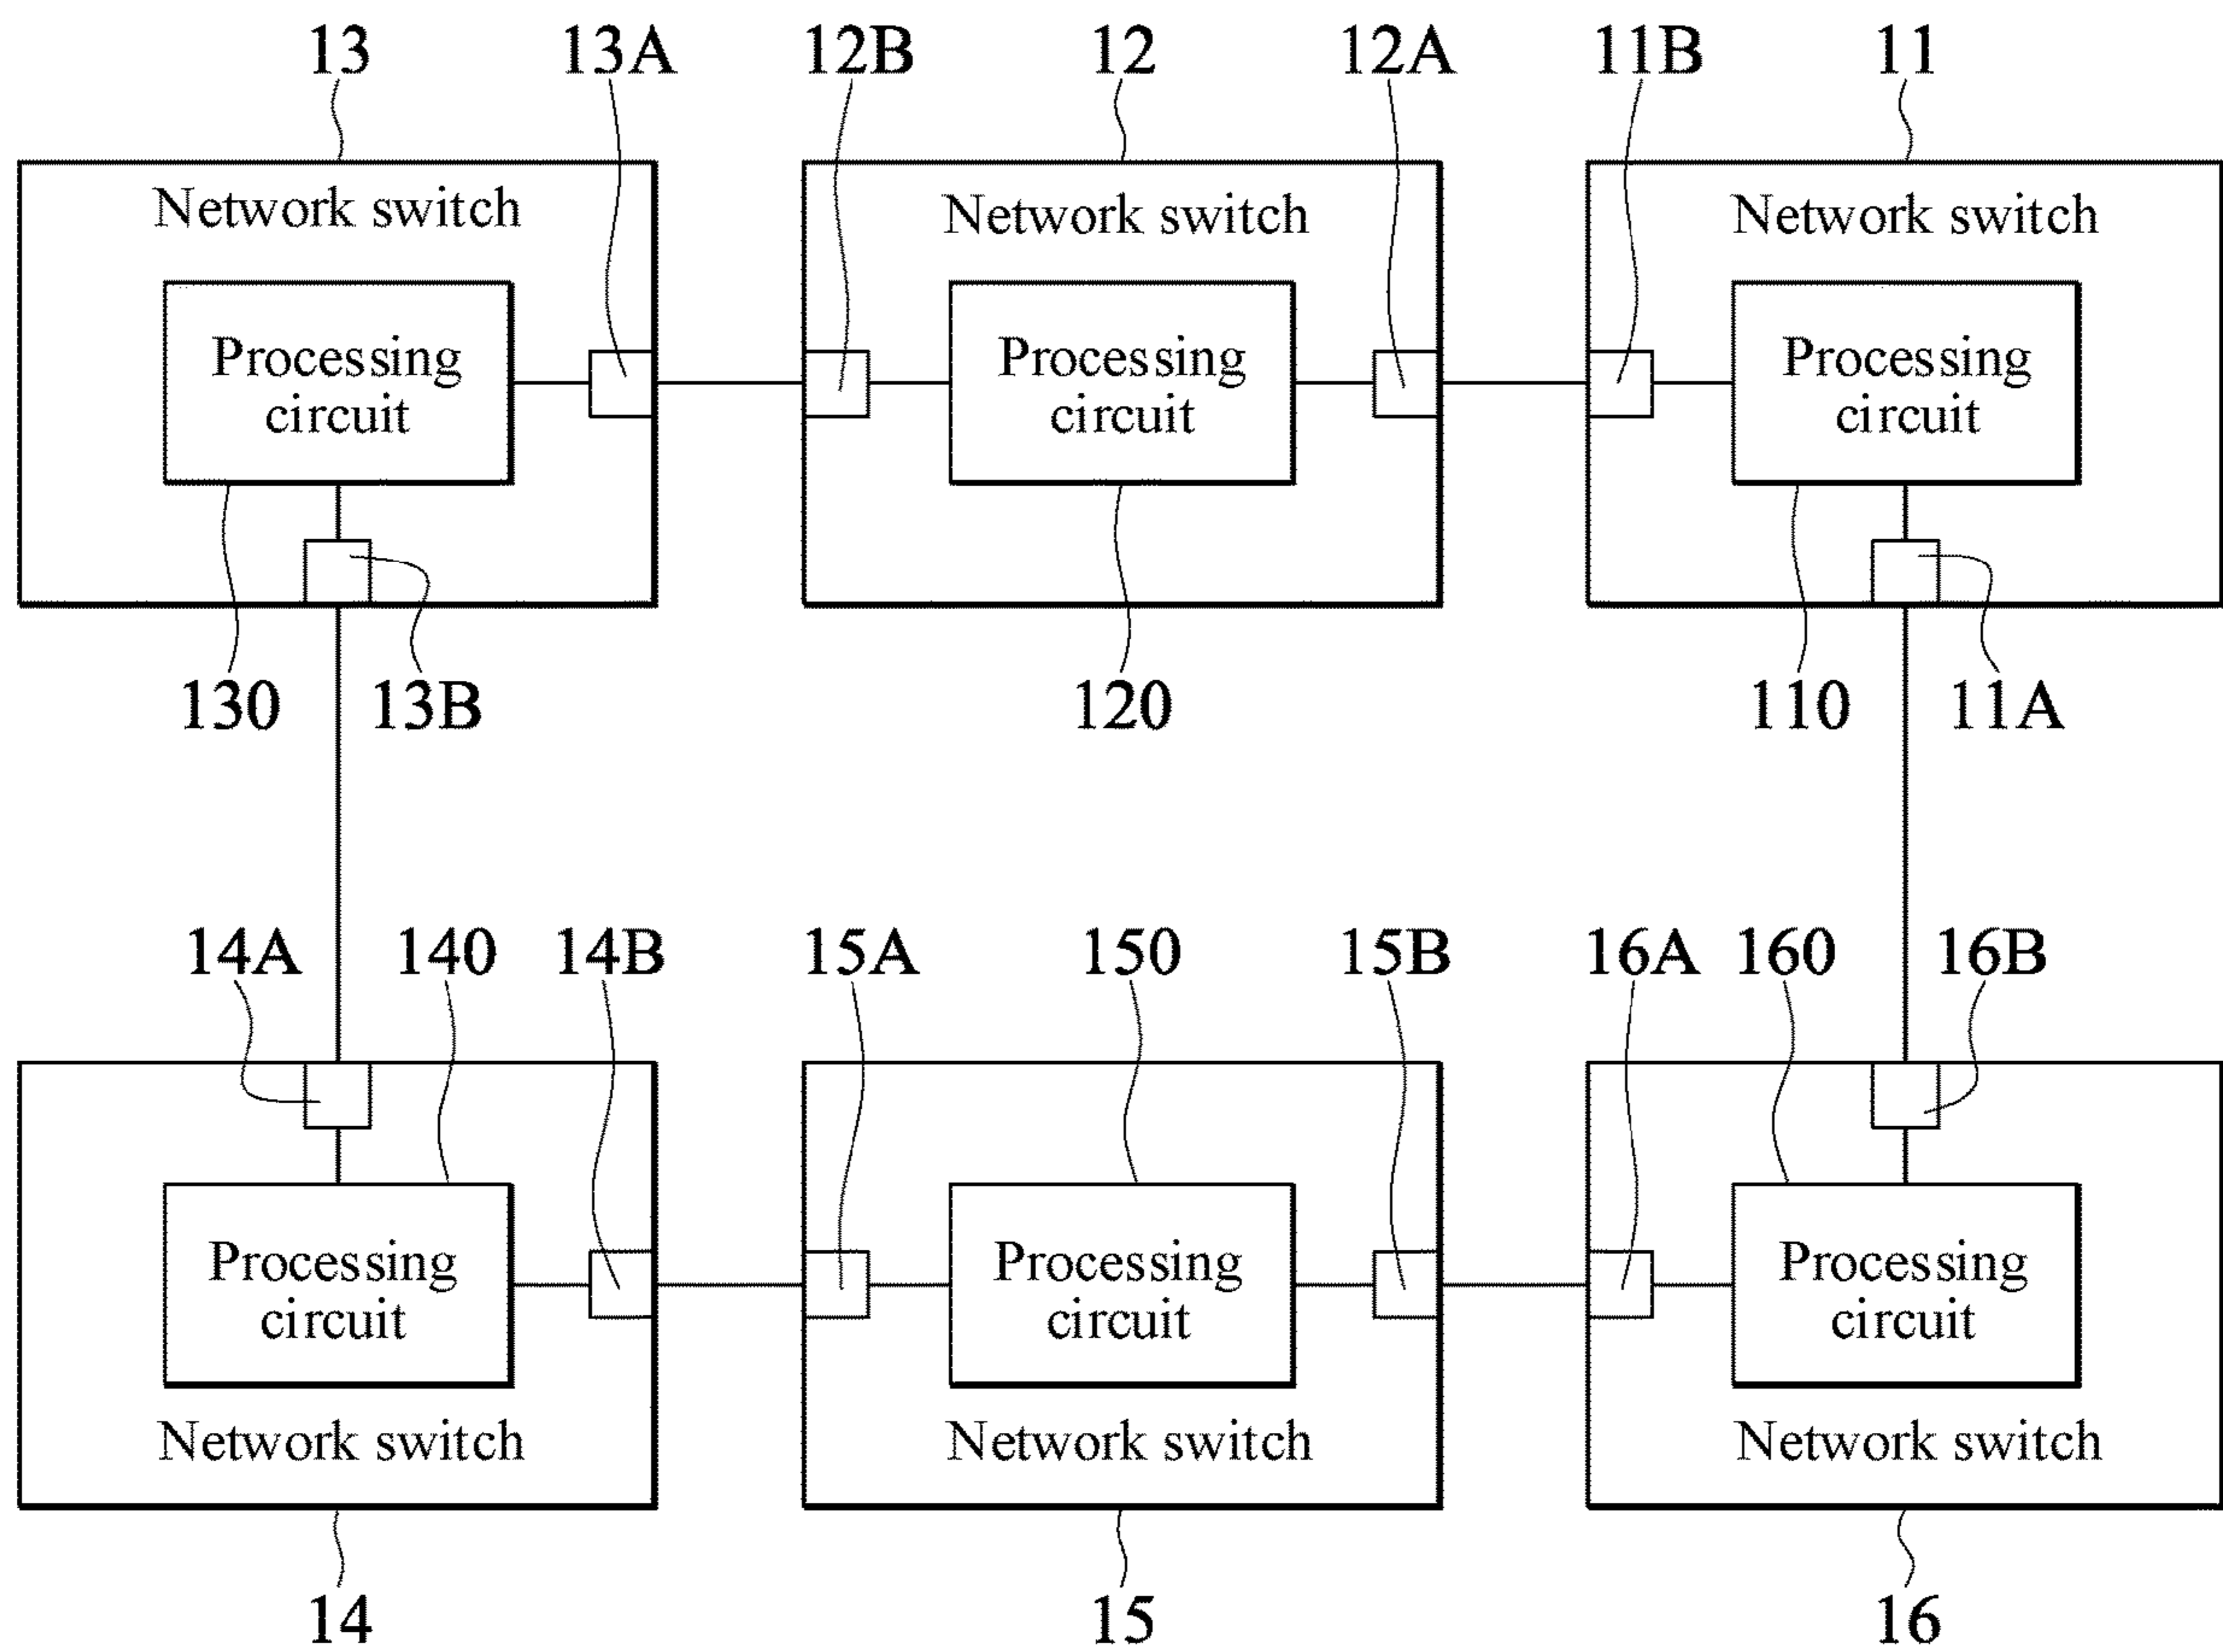 13 13A 12B 12 12A 11B 11
Network switch Network switch Network switch
Processing circuit Processing circuit Processing circuit
130 13B 120 110 11A
14A 140 14B 15A 150 15B 16A 160 16B
Processing circuit Processing circuit Processing circuit
Network switch Network switch Network switch
14 15 16